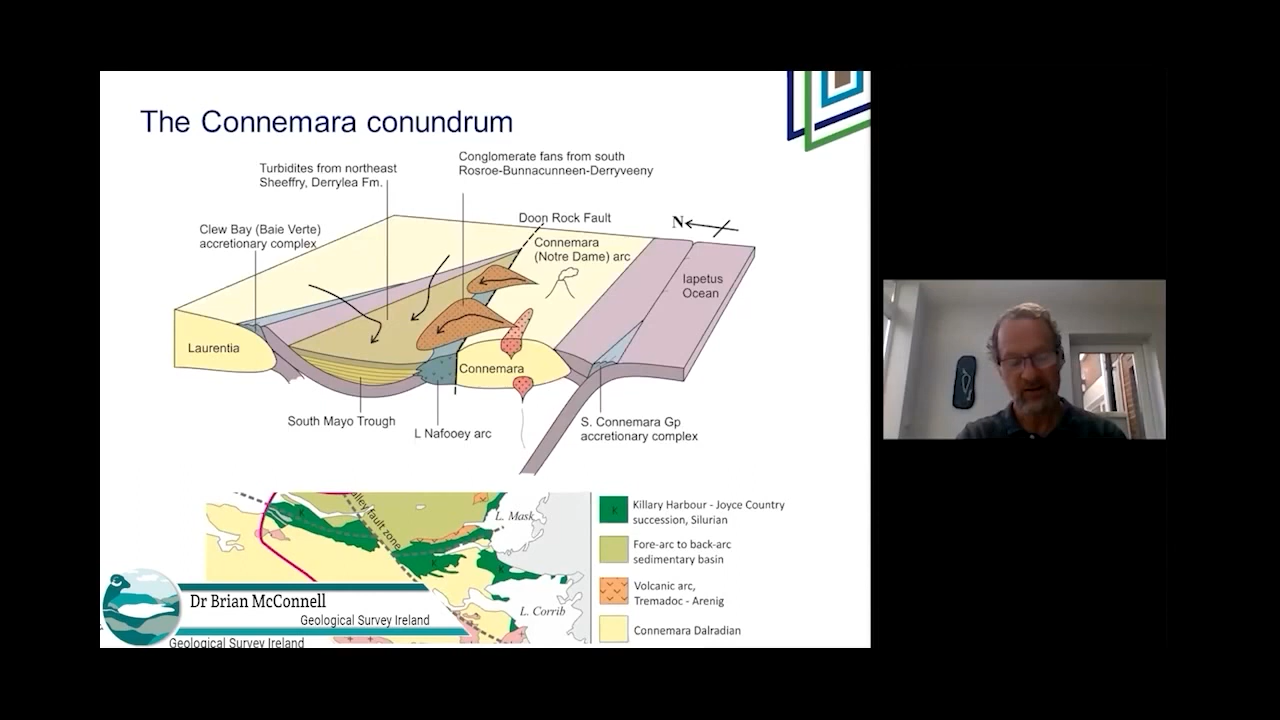 The Connemara conundrum
Turbidites from northeast
Sheeffry, Derrylea Fm.
Conglomerate fans from south
Rosroe-Bunnacunneen-Derryveeny
Clew Bay (Baie Verte)
accretionary complex
Doon Rock Fault
N
Connemara
(Notre Dame) arc
Iapetus
Ocean
Laurentia
Connemara
South Mayo Trough
L Nafooey arc
S. Connemara Gp
accretionary complex
alley fault zone
L. Mask
L. Corrib
K
K
K
K
Killary Harbour - Joyce Country
succession, Silurian
Fore-arc to back-arc
sedimentary basin
Volcanic arc,
Tremadoc - Arenig
Connemara Dalradian
Dr Brian McConnell
Geological Survey Ireland
Geological Survey Ireland